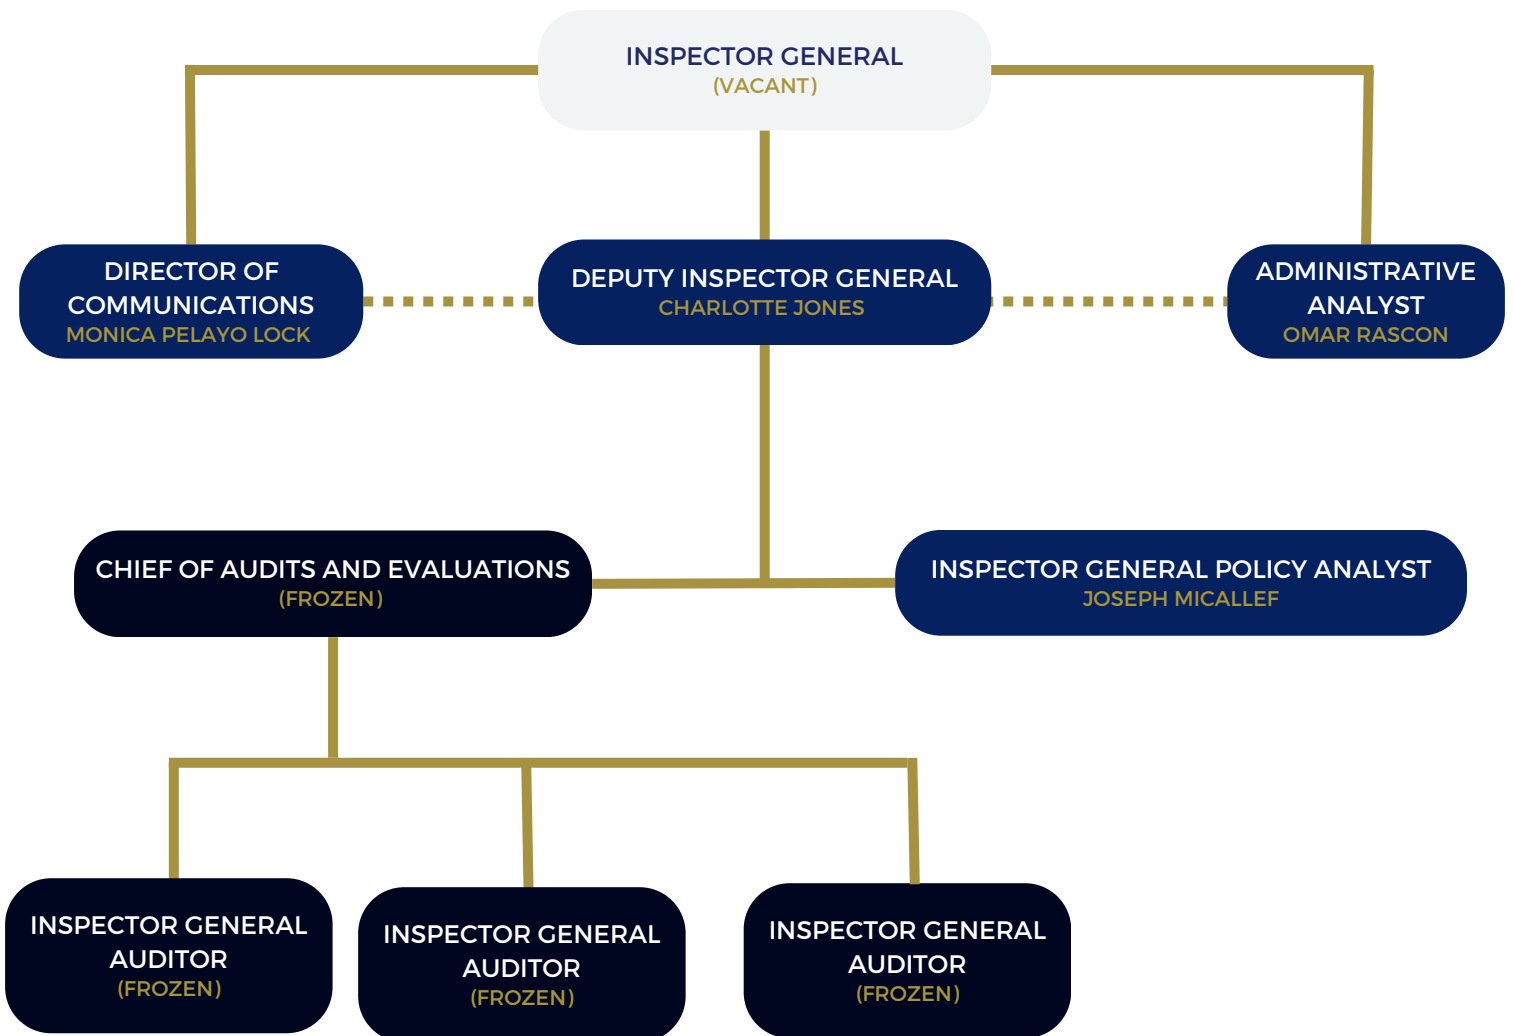 INSPECTOR GENERAL
(VACANT)
DIRECTOR OF
COMMUNICATIONS
MONICA PELAYO LOCK
DEPUTY INSPECTOR GENERAL
CHARLOTTE JONES
ADMINISTRATIVE
ANALYST
OMAR RASCON
CHIEF OF AUDITS AND EVALUATIONS
(FROZEN)
INSPECTOR GENERAL POLICY ANALYST
JOSEPH MICALLEF
INSPECTOR GENERAL
AUDITOR
(FROZEN)
INSPECTOR GENERAL
AUDITOR
(FROZEN)
INSPECTOR GENERAL
AUDITOR
(FROZEN)